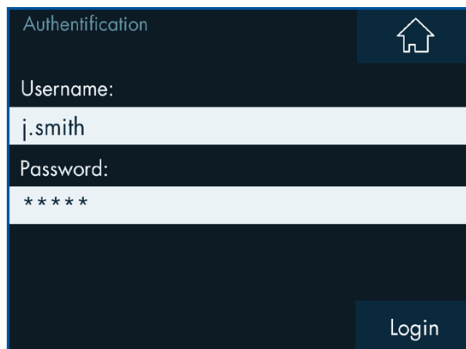 Authentification
Username:
j.smith
Password:
*****
Login